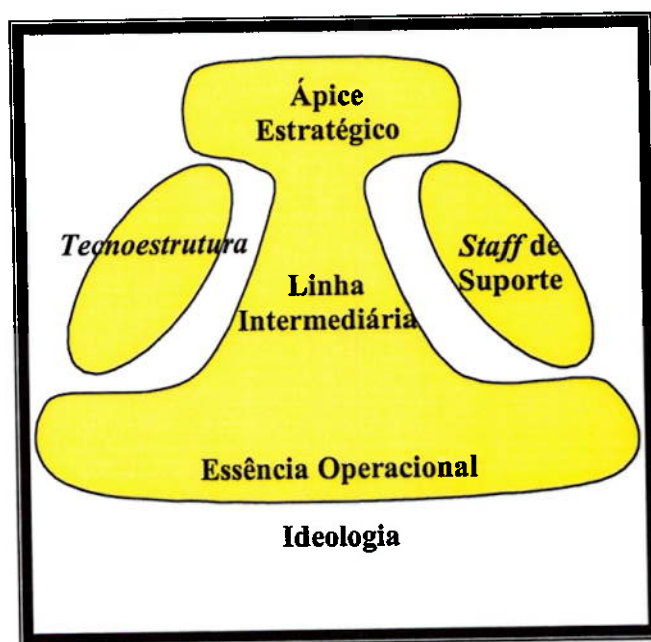 Ápice
Estratégico
Tecnoestrutura
Staff de
Suporte
Linha
Intermediária
Essência Operacional
Ideologia